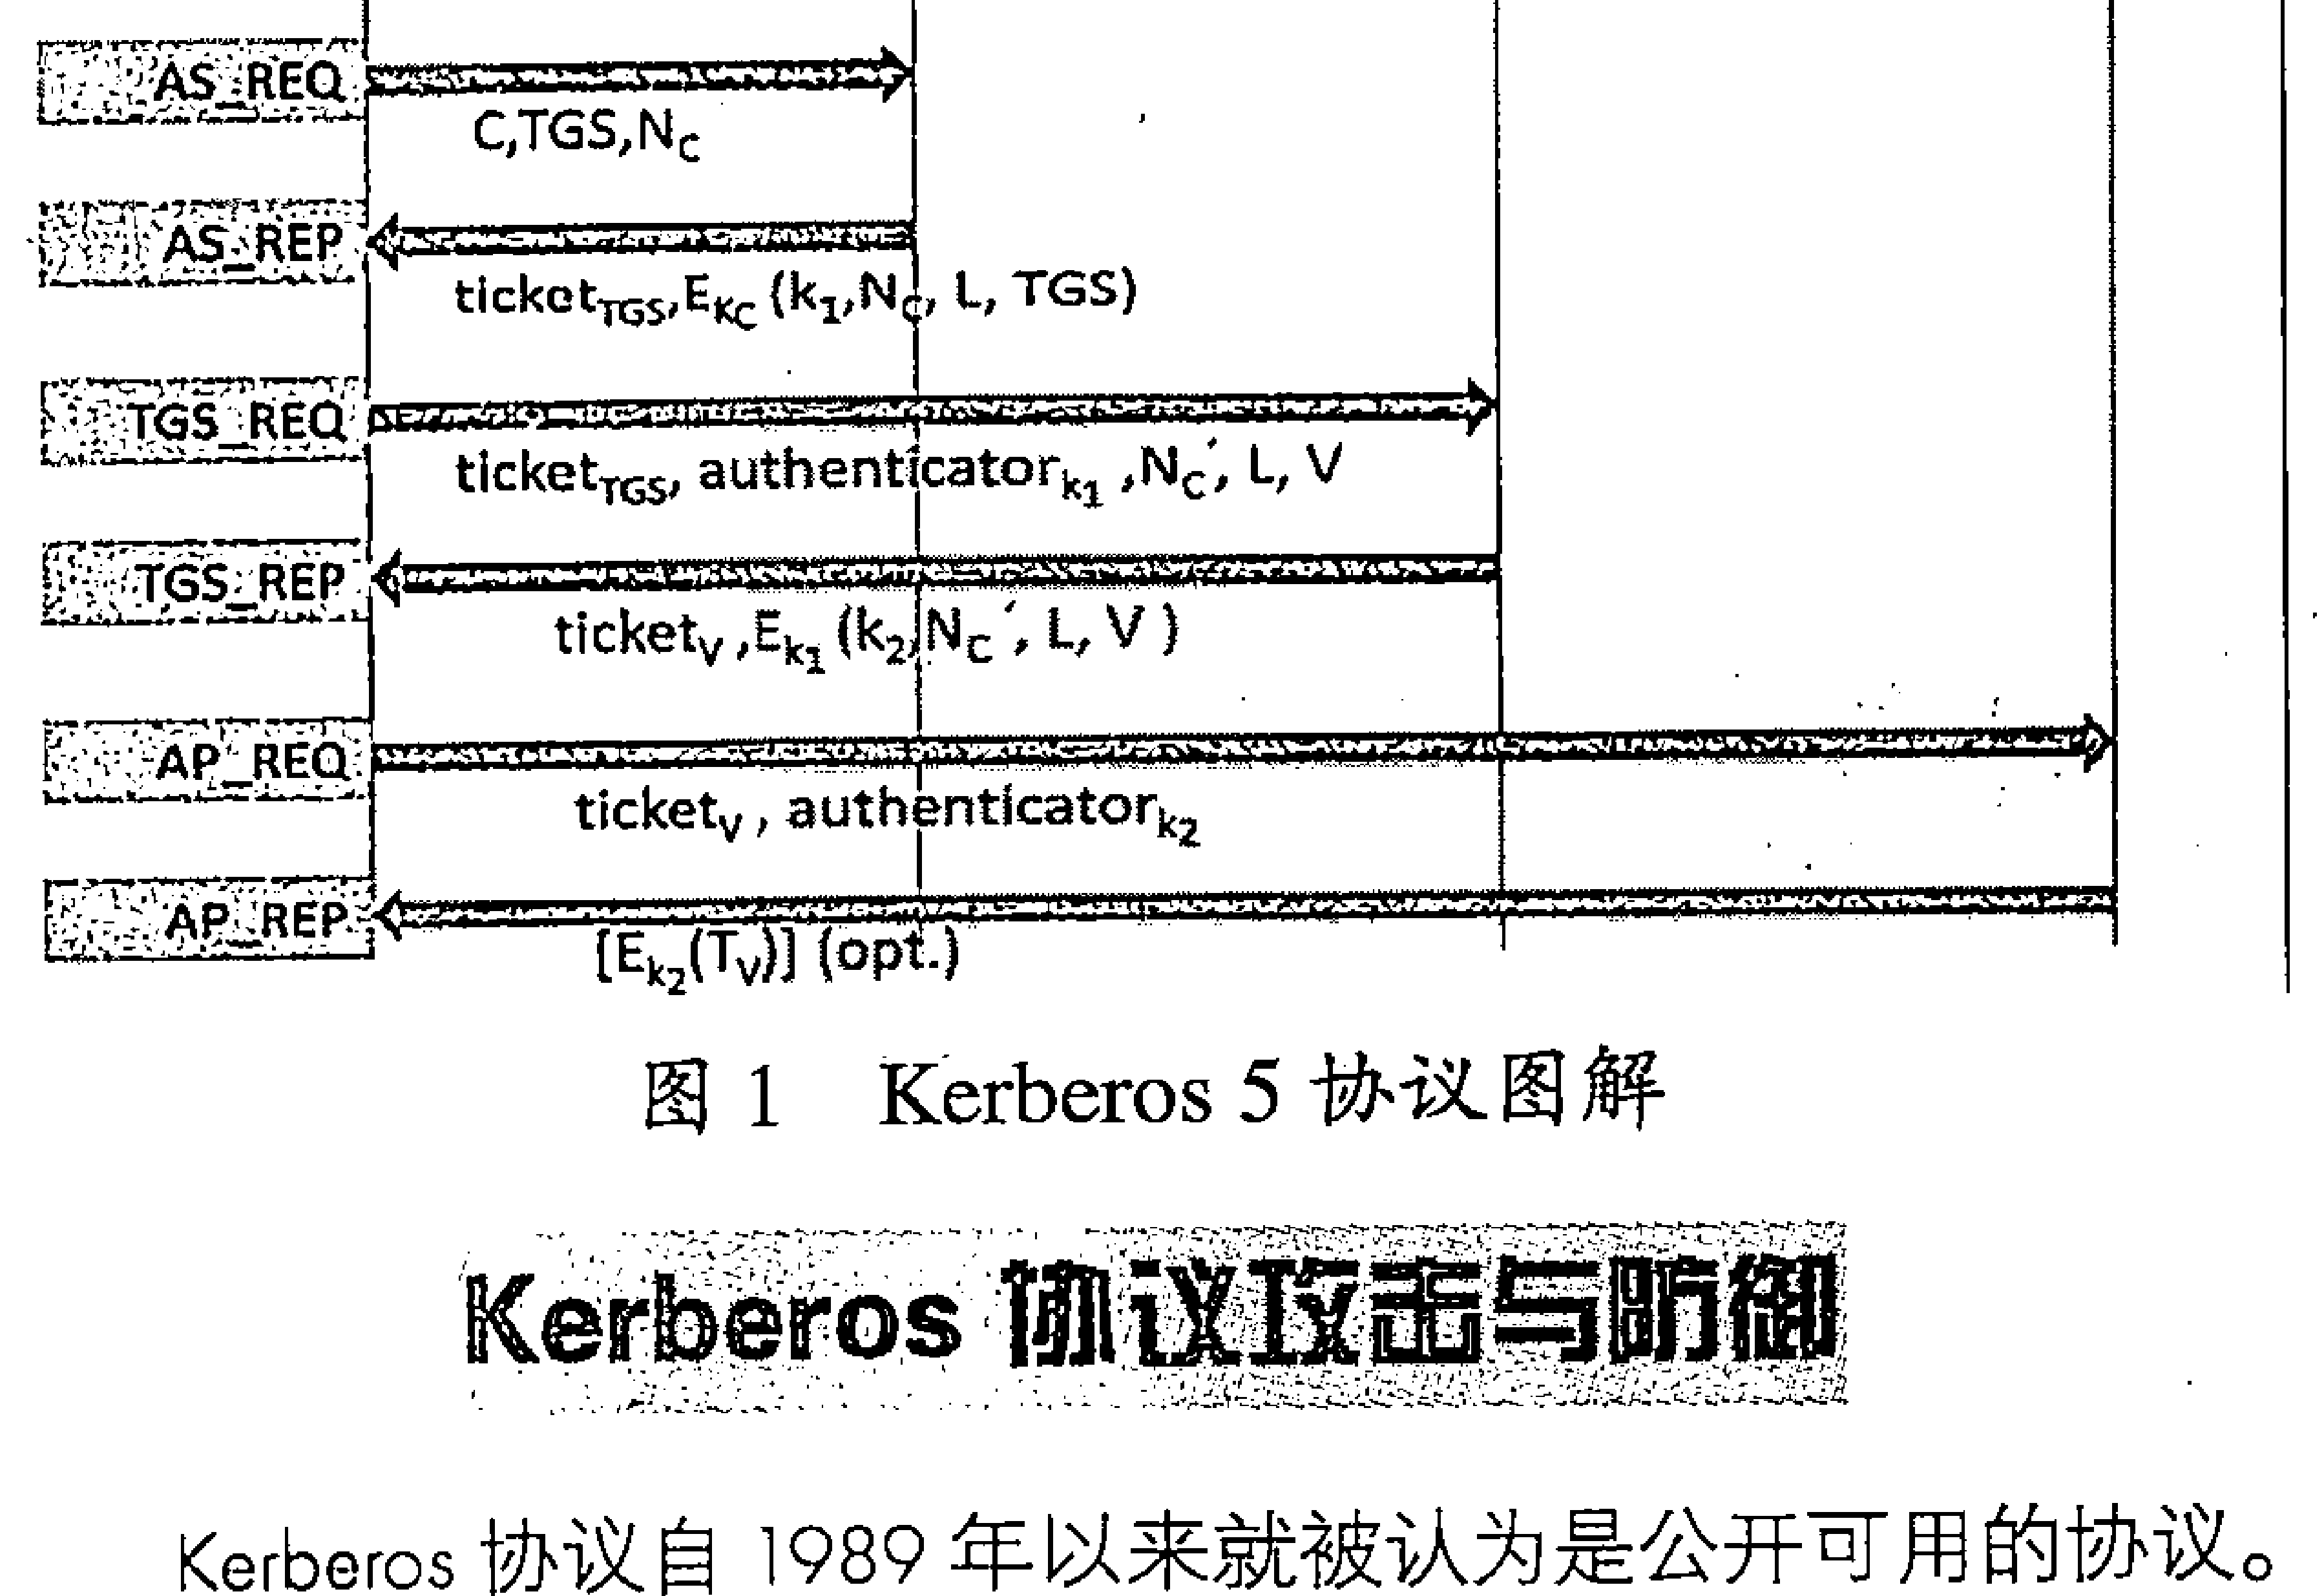 AS_REQ
C,TGS,N_C
AS_REP
ticket_TGS,E_KC (k_1,N_C, L, TGS)
TGS_REQ
ticket_TGS, authenticator_k1 ,N_C′, L, V
TGS_REP
ticket_V ,E_k1 (k_2,N_C′, L, V )
AP_REQ
ticket_V , authenticator_k2
AP_REP
[E_k2(T_V)] (opt.)
图 1 Kerberos 5 协议图解
Kerberos 协议攻击与防御
Kerberos 协议自 1989 年以来就被认为是公开可用的协议。